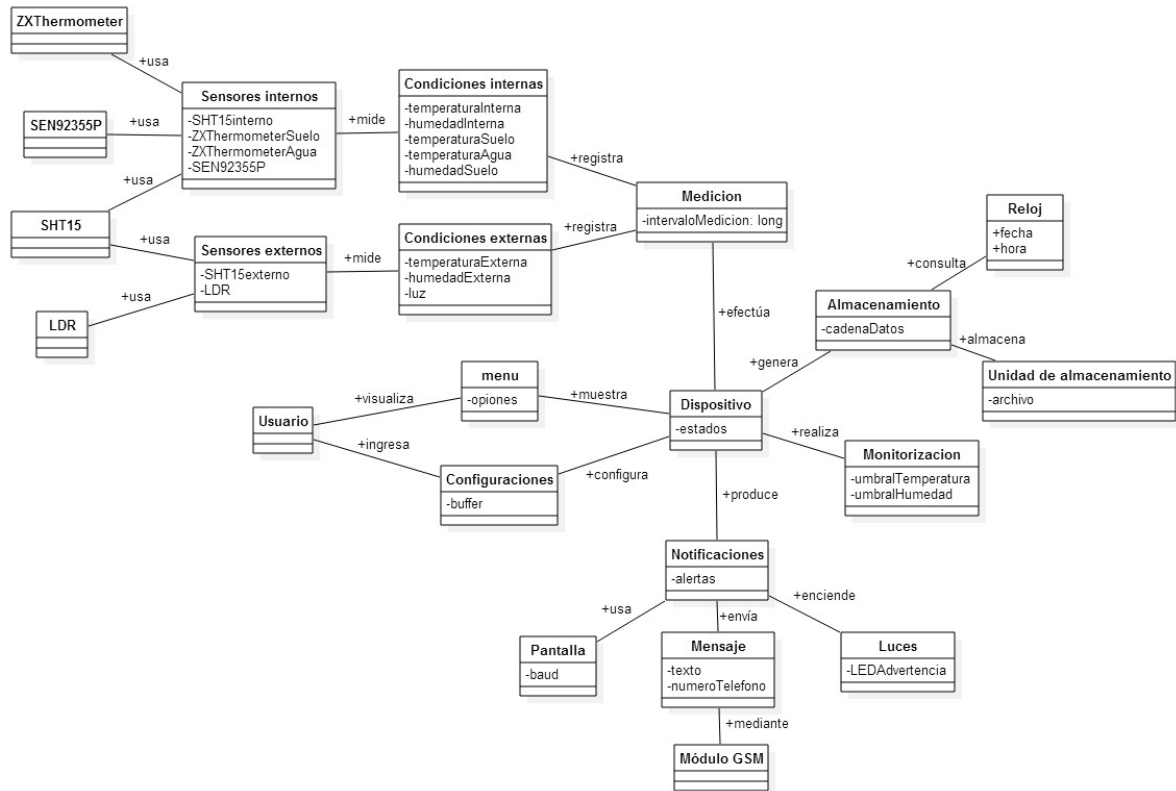 ZXThermometer
+usa
SEN92355P
+usa
+usa
SHT15
+usa
+usa
LDR
Sensores internos
-SHT15interno
-ZXThermometerSuelo
-ZXThermometerAgua
-SEN92355P
+mide
Condiciones internas
-temperaturaInterna
-humedadInterna
-temperaturaSuelo
-temperaturaAgua
-humedadSuelo
+registra
Sensores externos
-SHT15externo
-LDR
+mide
Condiciones externas
-temperaturaExterna
-humedadExterna
-luz
+registra
Medicion
-intervaloMedicion: long
+efectúa
Reloj
+fecha
+hora
+consulta
Almacenamiento
-cadenaDatos
+almacena
+genera
Unidad de almacenamiento
-archivo
menu
-opiones
+visualiza
+muestra
Usuario
+ingresa
Dispositivo
-estados
+realiza
Monitorizacion
-umbralTemperatura
-umbralHumedad
Configuraciones
-buffer
+configura
+produce
Notificaciones
-alertas
+usa
+envía
+enciende
Pantalla
-baud
Mensaje
-texto
-numeroTelefono
Luces
-LEDAdvertencia
+mediante
Módulo GSM